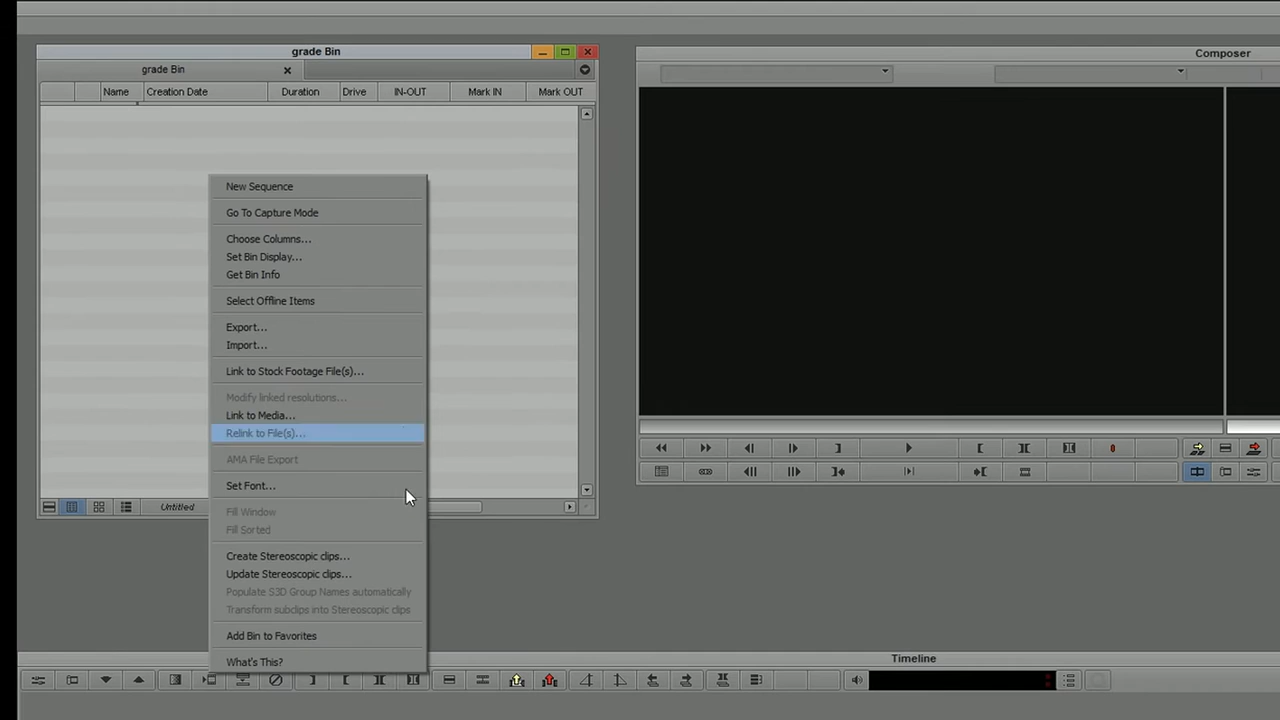 grade Bin
Composer
grade Bin
Name Creation Date Duration Drive IN-OUT Mark IN Mark OUT
New Sequence
Go To Capture Mode
Choose Columns...
Set Bin Display...
Get Bin Info
Select Offline Items
Export...
Import...
Link to Stock Footage File(s)...
Modify linked resolutions...
Link to Media...
Relink to File(s)...
AMA File Export
Set Font...
Untitled
Fill Window
Fill Sorted
Create Stereoscopic clips...
Update Stereoscopic clips...
Populate S3D Group Names automatically
Transform subclips into Stereoscopic clips
Add Bin to Favorites
What's This?
Timeline